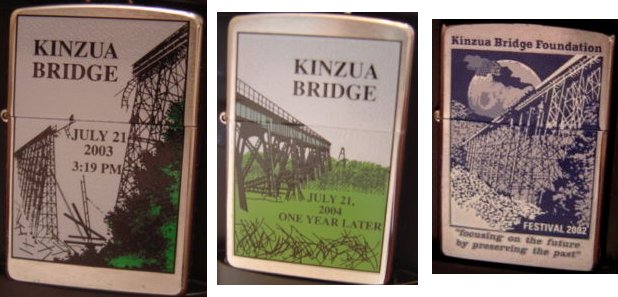 KINZUA
BRIDGE
JULY 21
2003
3:19 PM
KINZUA
BRIDGE
JULY 21,
2004
ONE YEAR LATER
Kinzua Bridge Foundation
FESTIVAL 2002
"focusing on the future
by preserving the past"